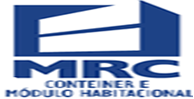 MRC
CONTEINER E
MÓDULO HABITACIONAL